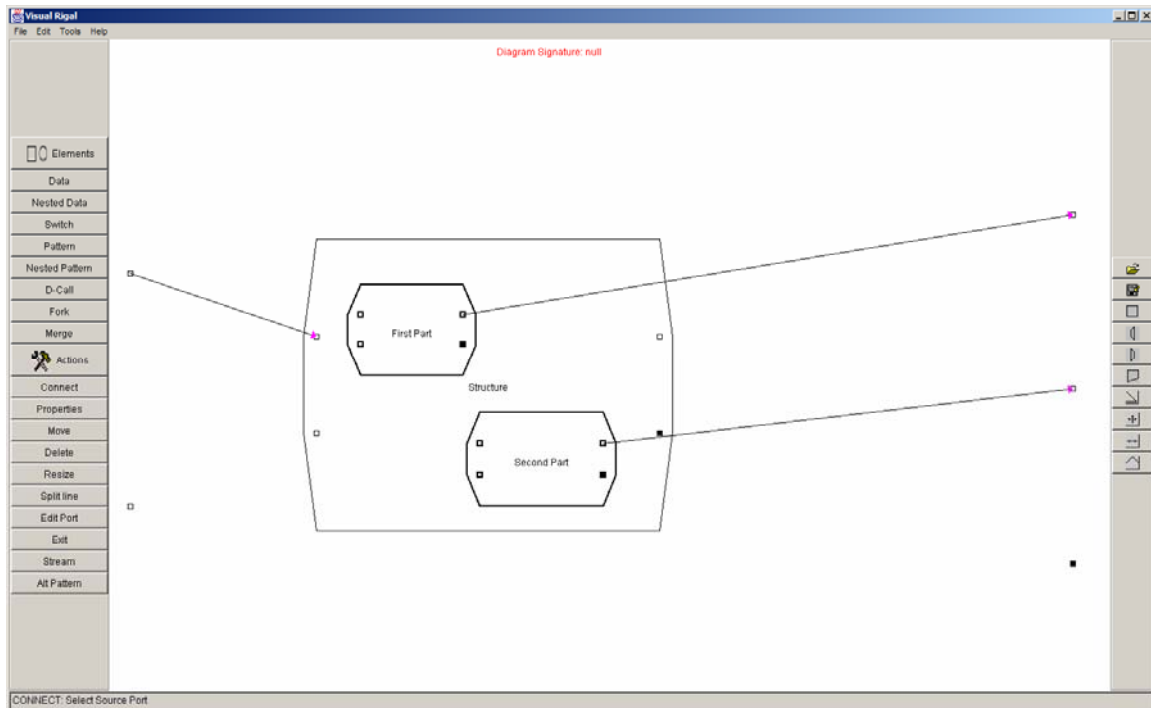 Visual Rigal
File Edit Tools Help
Diagram Signature: null
Elements
Data
Nested Data
Switch
Pattern
Nested Pattern
D-Call
Fork
Merge
Actions
Connect
Properties
Move
Delete
Resize
Split line
Edit Port
Exit
Stream
Alt Pattern
First Part
Structure
Second Part
CONNECT: Select Source Port